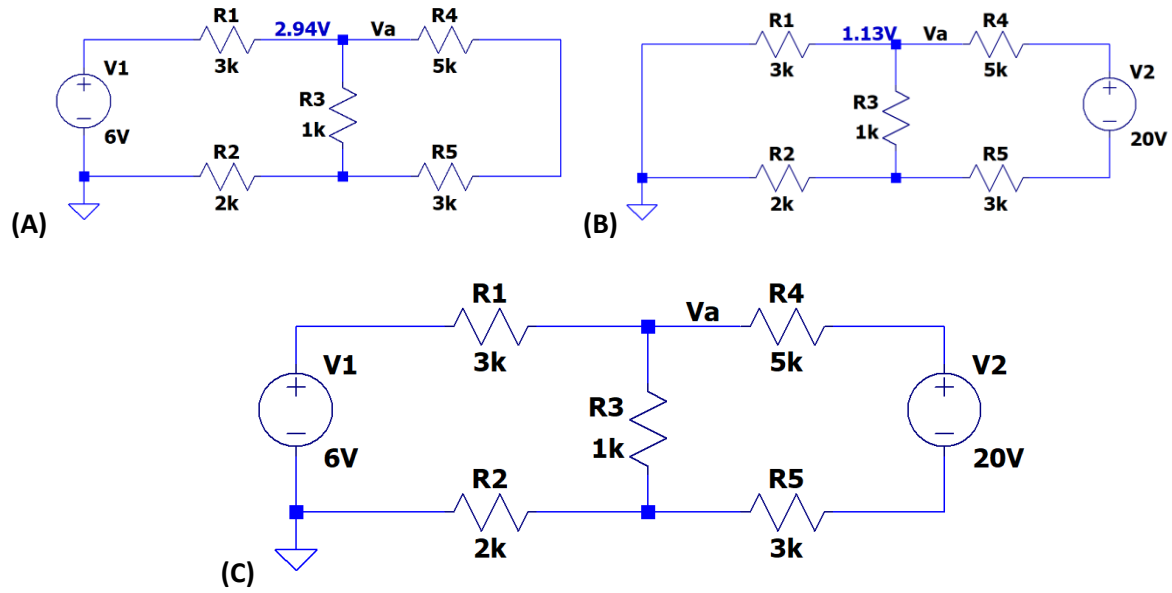 R1
2.94V
Va
R4
V1
3k
5k
R3
6V
1k
R2
R5
2k
3k
(A)
R1
1.13V
Va
R4
3k
5k
V2
R3
1k
20V
R2
R5
2k
3k
(B)
R1
Va
R4
V1
3k
5k
V2
R3
6V
1k
20V
R2
R5
2k
3k
(C)